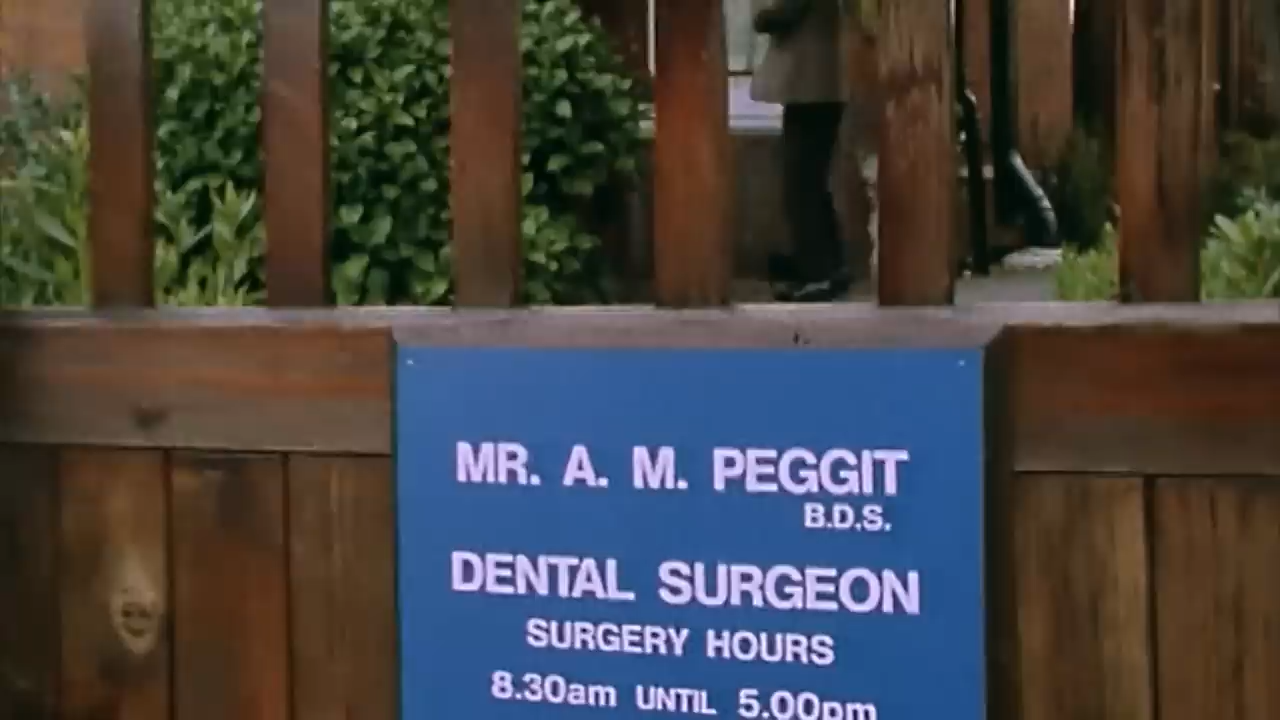 MR. A. M. PEGGIT
B.D.S.
DENTAL SURGEON
SURGERY HOURS
8.30am UNTIL 5.00pm